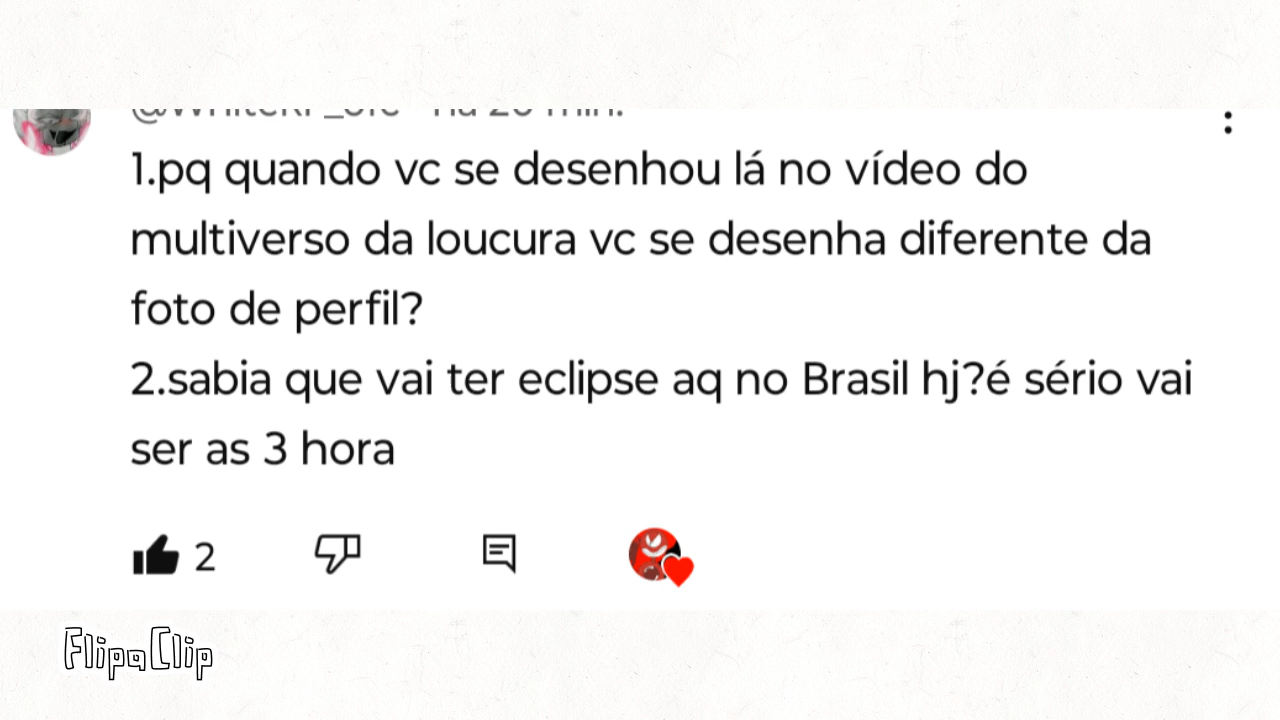 1.pq quando vc se desenhou lá no vídeo do
multiverso da loucura vc se desenha diferente da
foto de perfil?
2.sabia que vai ter eclipse aq no Brasil hj?é sério vai
ser as 3 hora
2
FlipaClip